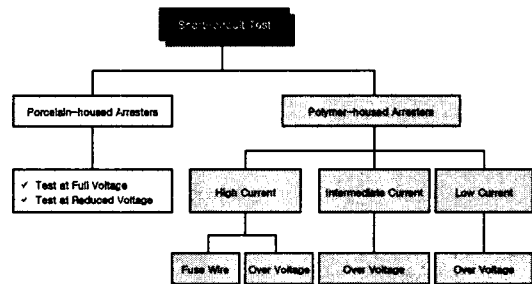 Short-circuit Test
Porcelain-housed Arresters
Polymer-housed Arresters
✓ Test at Full Voltage
✓ Test at Reduced Voltage
High Current
Intermediate Current
Low Current
Fuse Wire
Over Voltage
Over Voltage
Over Voltage